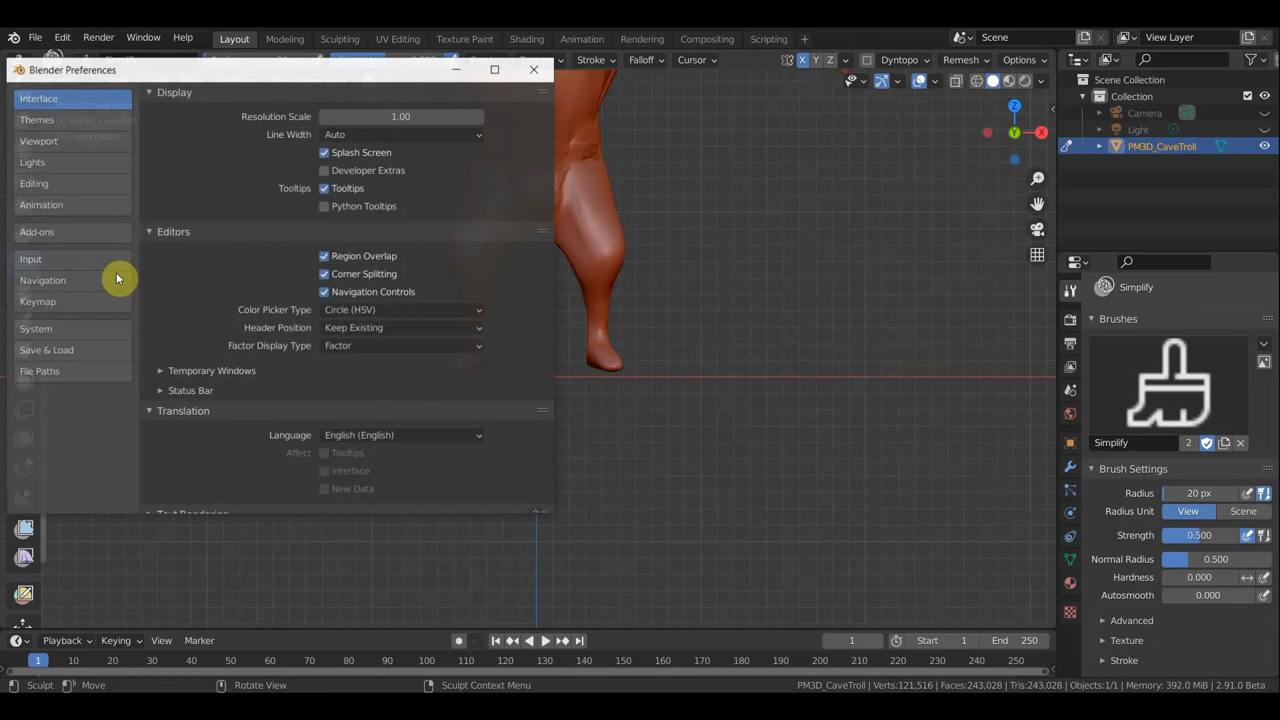 File Edit Render Window Help Layout Modeling Sculpting UV Editing Texture Paint Shading Animation Rendering Compositing Scripting Scene View Layer
Stroke Falloff Cursor X Y Z Dyntopo Remesh Options
Blender Preferences
Interface
Themes
Viewport
Lights
Editing
Animation
Add-ons
Input
Navigation
Keymap
System
Save & Load
File Paths
Display
Resolution Scale 1.00
Line Width Auto
Splash Screen
Developer Extras
Tooltips Tooltips
Python Tooltips
Editors
Region Overlap
Corner Splitting
Navigation Controls
Color Picker Type Circle (HSV)
Header Position Keep Existing
Factor Display Type Factor
Temporary Windows
Status Bar
Translation
Language English (English)
Affect Tooltips
Interface
New Data
Z
Y X
Scene Collection
Collection
Camera
Light
PM3D_CaveTroll
Simplify
Brushes
Simplify 2
Brush Settings
Radius 20 px
Radius Unit View Scene
Strength 0.500
Normal Radius 0.500
Hardness 0.000
Autosmooth 0.000
Advanced
Texture
Stroke
Playback Keying View Marker 1 Start 1 End 250
1 10 20 30 40 50 60 70 80 90 100 110 120 130 140 150 160 170 180 190 200 210 220 230 240 250
Sculpt Move Rotate View Sculpt Context Menu PM3D_CaveTroll | Verts:121,516 | Faces:243,028 | Tris:243,028 | Objects:1/1 | Memory: 392.0 MiB | 2.91.0 Beta